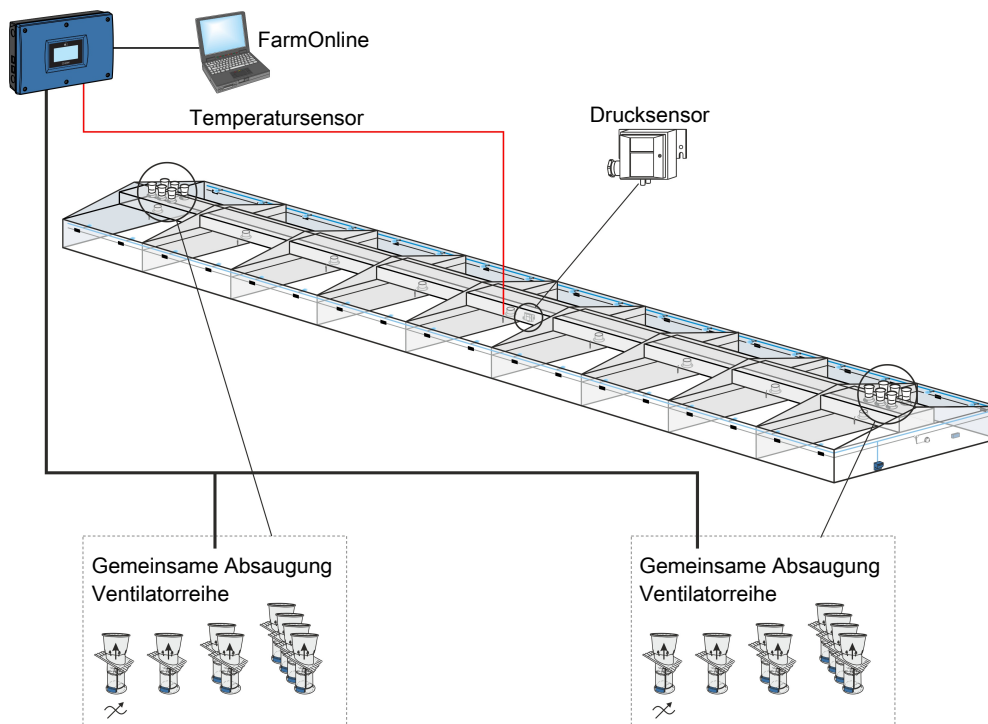 FarmOnline
Temperatursensor
Drucksensor
Gemeinsame Absaugung
Ventilatorreihe
Gemeinsame Absaugung
Ventilatorreihe